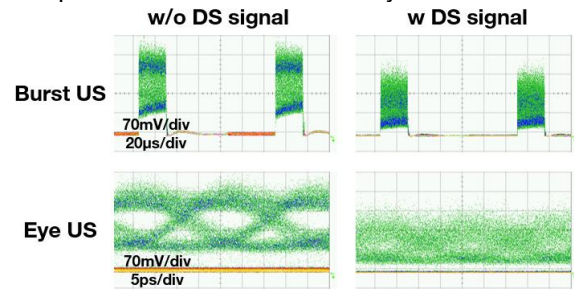 w/o DS signal
w DS signal
Burst US
70mV/div
20µs/div
Eye US
70mV/div
5ps/div